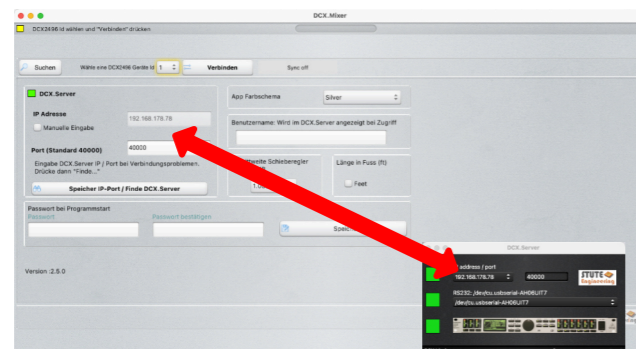 DCX.Mixer
DCX2496 Id wählen und "Verbinden" drücken
Suchen
Wähle eine DCX2496 Geräte Id
1
Verbinden
Sync off
DCX.Server
IP Adresse
192.168.178.78
Manuelle Eingabe
Port (Standard 40000)
40000
Eingabe DCX.Server IP / Port bei Verbindungsproblemen.
Drücke dann "Finde..."
Speicher IP-Port / Finde DCX.Server
App Farbschema
Silver
Benutzername: Wird im DCX.Server angezeigt bei Zugriff
Schieberegler
Länge in Fuss (ft)
Feet
Passwort bei Programmstart
Passwort
Passwort bestätigen
Version :2.5.0
DCX.Server
address / port
192.168.178.78
40000
STUTE
Engineering
RS232: /dev/cu.usbserial-AH06UIT7
/dev/cu.usbserial-AH06UIT7